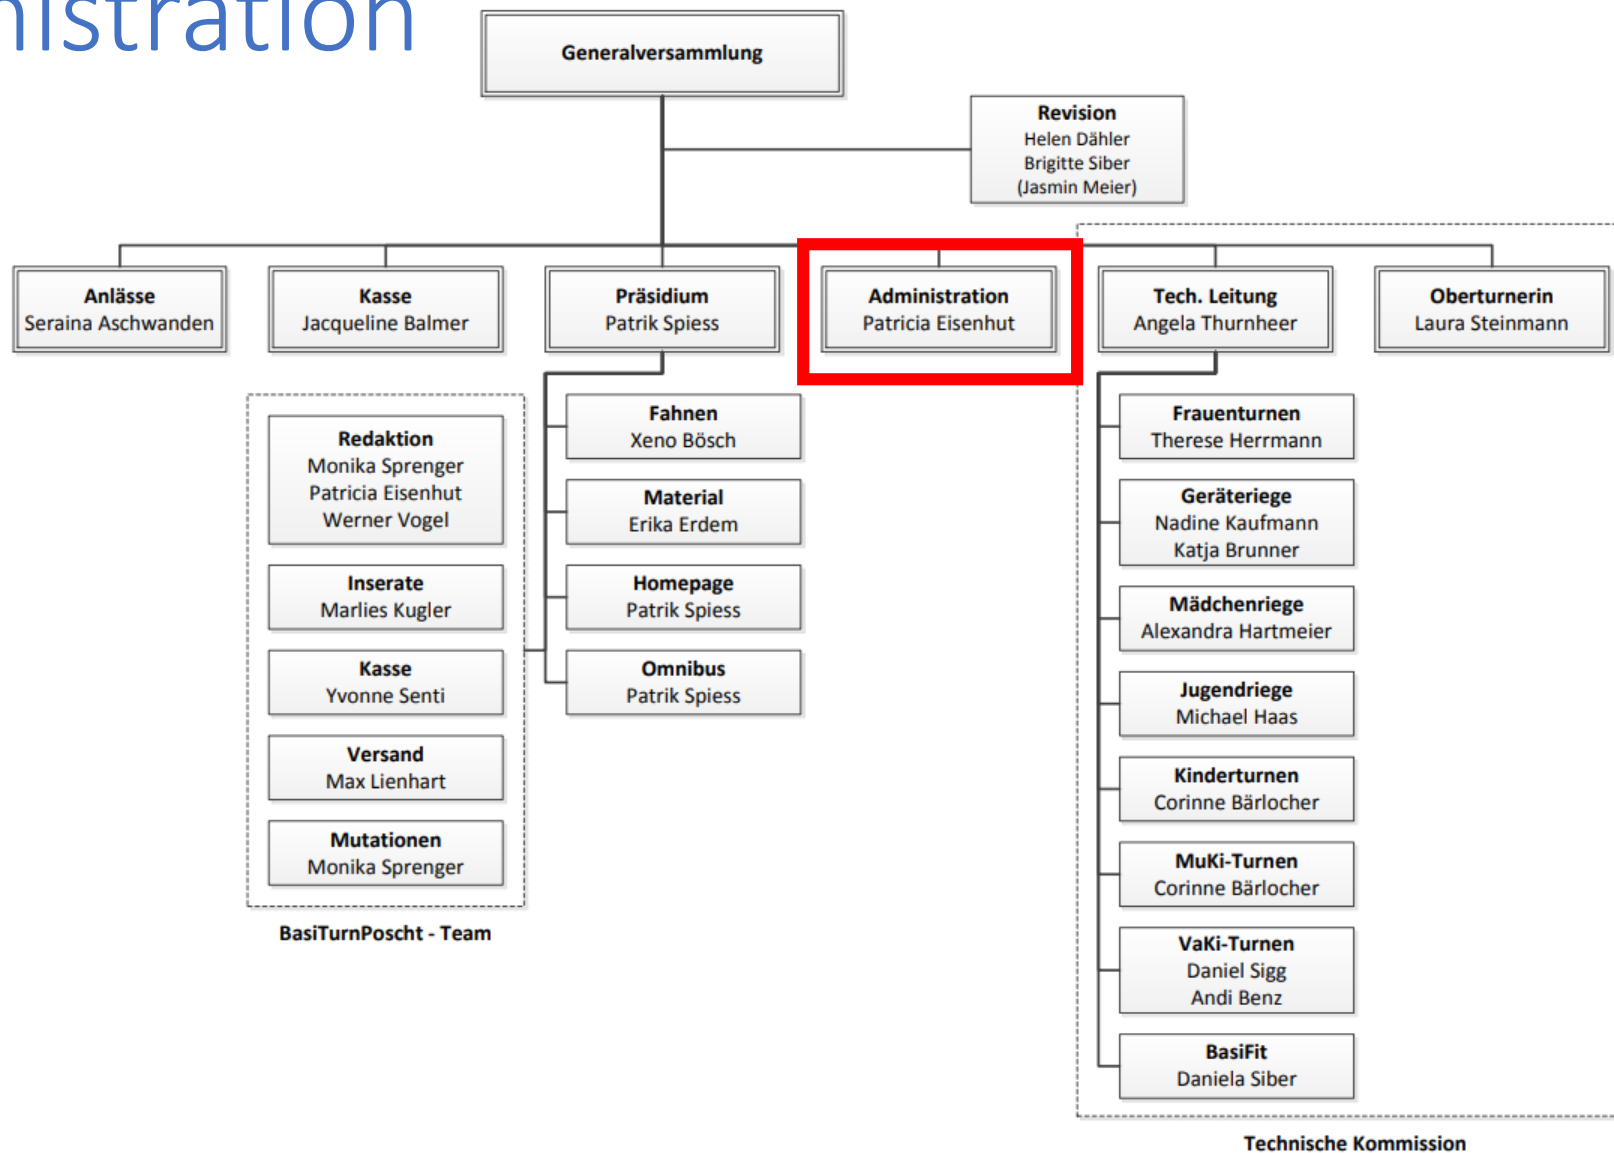 nistration
Generalversammlung
Revision
Helen Dähler
Brigitte Siber
(Jasmin Meier)
Anlässe
Seraina Aschwanden
Kasse
Jacqueline Balmer
Präsidium
Patrik Spiess
Administration
Patricia Eisenhut
Tech. Leitung
Angela Thurnheer
Oberturnerin
Laura Steinmann
Redaktion
Monika Sprenger
Patricia Eisenhut
Werner Vogel
Inserate
Marlies Kugler
Kasse
Yvonne Senti
Versand
Max Lienhart
Mutationen
Monika Sprenger
BasiTurnPoscht - Team
Fahnen
Xeno Bösch
Material
Erika Erdem
Homepage
Patrik Spiess
Omnibus
Patrik Spiess
Frauenturnen
Therese Herrmann
Geräteriege
Nadine Kaufmann
Katja Brunner
Mädchenriege
Alexandra Hartmeier
Jugendriege
Michael Haas
Kinderturnen
Corinne Bärlocher
MuKi-Turnen
Corinne Bärlocher
VaKi-Turnen
Daniel Sigg
Andi Benz
BasiFit
Daniela Siber
Technische Kommission